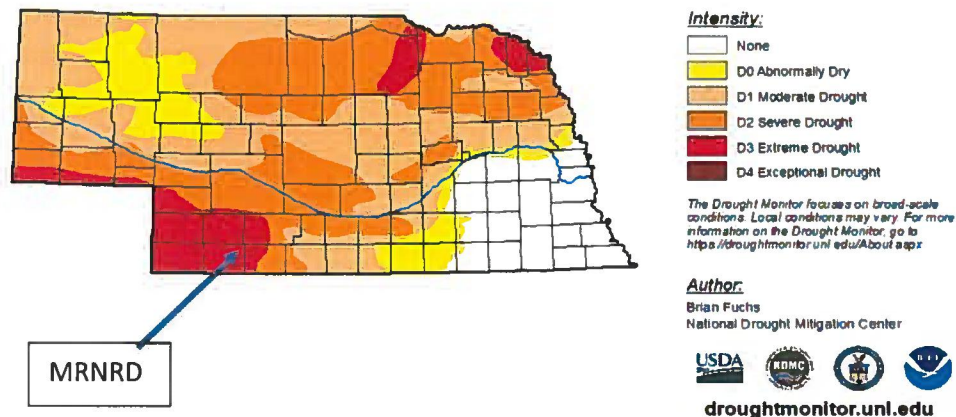 Intensity:
None
D0 Abnormally Dry
D1 Moderate Drought
D2 Severe Drought
D3 Extreme Drought
D4 Exceptional Drought
The Drought Monitor focuses on broad-scale
conditions. Local conditions may vary. For more
information on the Drought Monitor, go to
https://droughtmonitor.unl.edu/About.aspx
Author:
Brian Fuchs
National Drought Mitigation Center
USDA
NDMC
droughtmonitor.unl.edu
MRNRD